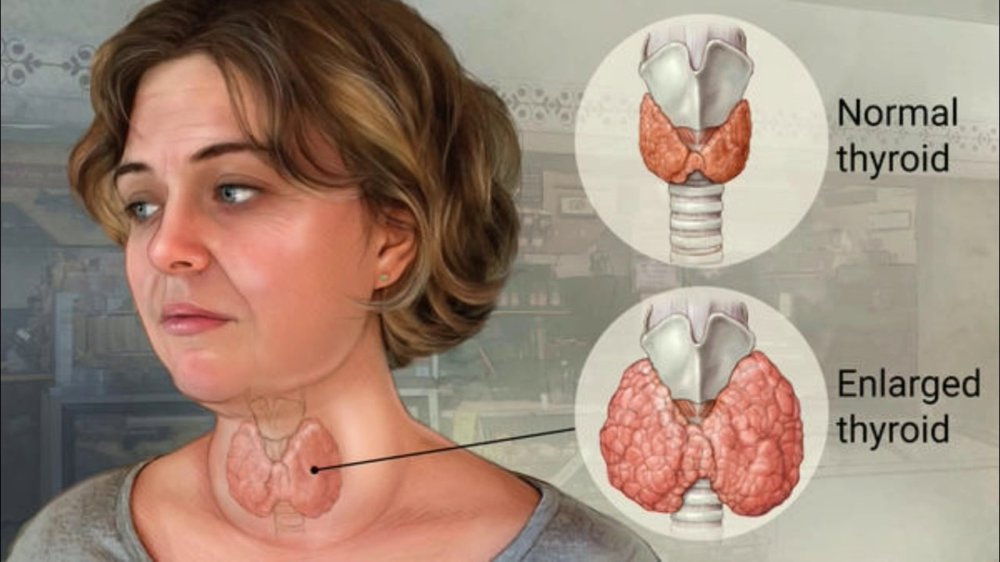 Normal
thyroid
Enlarged
thyroid